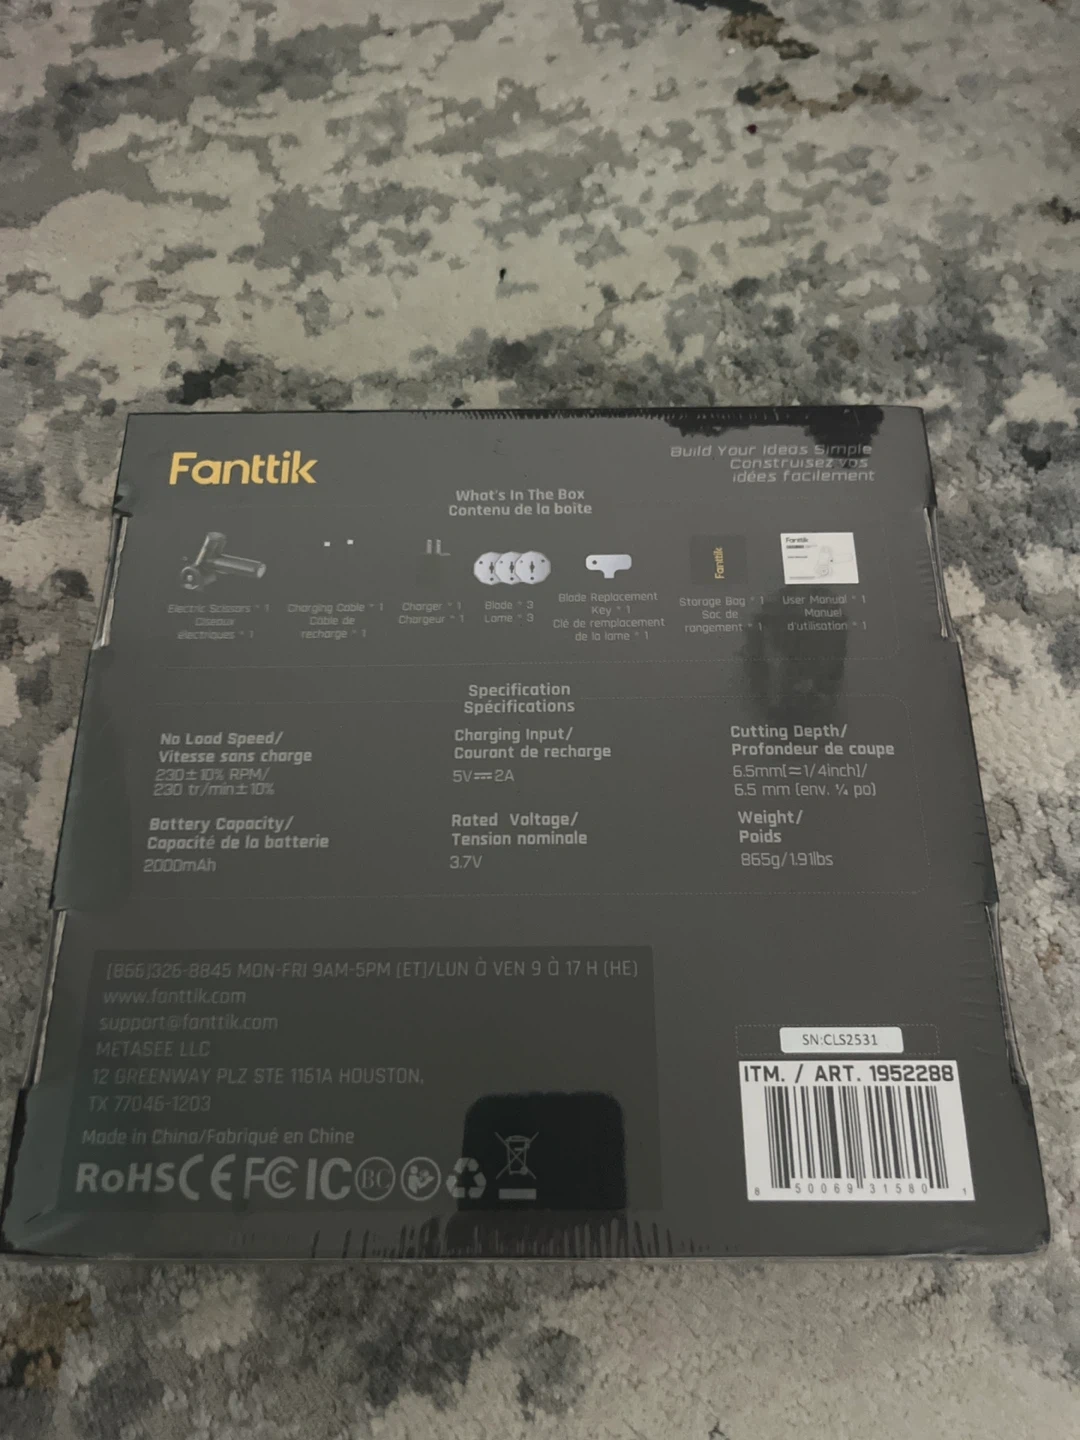 Fanttik
Build Your Ideas Simple
Construisez vos
idées facilement
What's In The Box
Contenu de la boîte
Electric Scissors * 1
Ciseaux
électriques * 1
Charging Cable * 1
Câble de
recharge * 1
Charger * 1
Chargeur * 1
Blade * 3
Lame * 3
Blade Replacement
Key * 1
Clé de remplacement
de la lame * 1
Fanttik
Storage Bag * 1
Sac de
rangement * 1
Fanttik
User Manual * 1
Manuel
d'utilisation * 1
Specification
Spécifications
No Load Speed/
Vitesse sans charge
230±10% RPM/
230 tr/min±10%
Charging Input/
Courant de recharge
5V⎓2A
Cutting Depth/
Profondeur de coupe
6.5mm(≈1/4inch)/
6.5 mm (env. ¼ po)
Battery Capacity/
Capacité de la batterie
2000mAh
Rated Voltage/
Tension nominale
3.7V
Weight/
Poids
865g/1.91lbs
(866)326-8845 MON-FRI 9AM-5PM (ET)/LUN À VEN 9 À 17 H (HE)
www.fanttik.com
support@fanttik.com
METASEE LLC
12 GREENWAY PLZ STE 1161A HOUSTON,
TX 77046-1203
Made in China/Fabriqué en Chine
RoHS CE FC IC BC
SN:CLS2531
ITM. / ART. 1952288
8 50069 31580 1